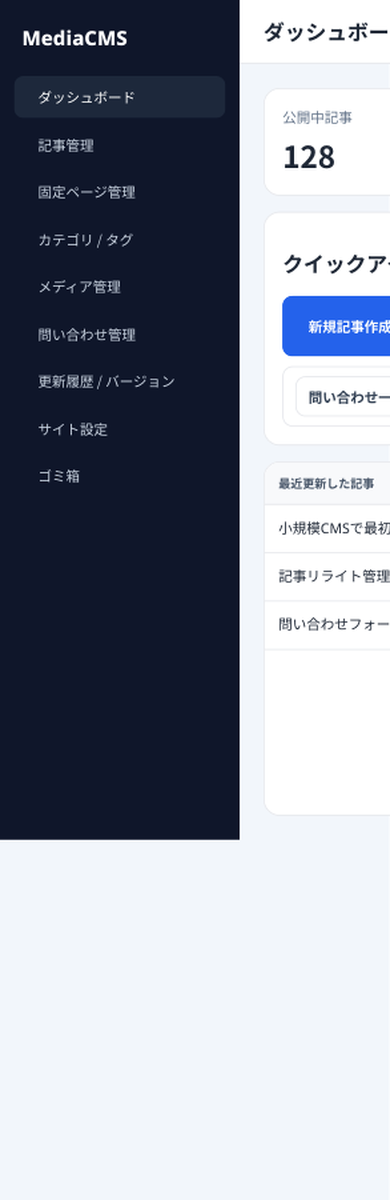 MediaCMS
ダッシュボード
記事管理
固定ページ管理
カテゴリ / タグ
メディア管理
問い合わせ管理
更新履歴 / バージョン
サイト設定
ゴミ箱
ダッシュボー
公開中記事
128
クイックア
新規記事作成
問い合わせ一
最近更新した記事
小規模CMSで最初
記事リライト管理
問い合わせフォー